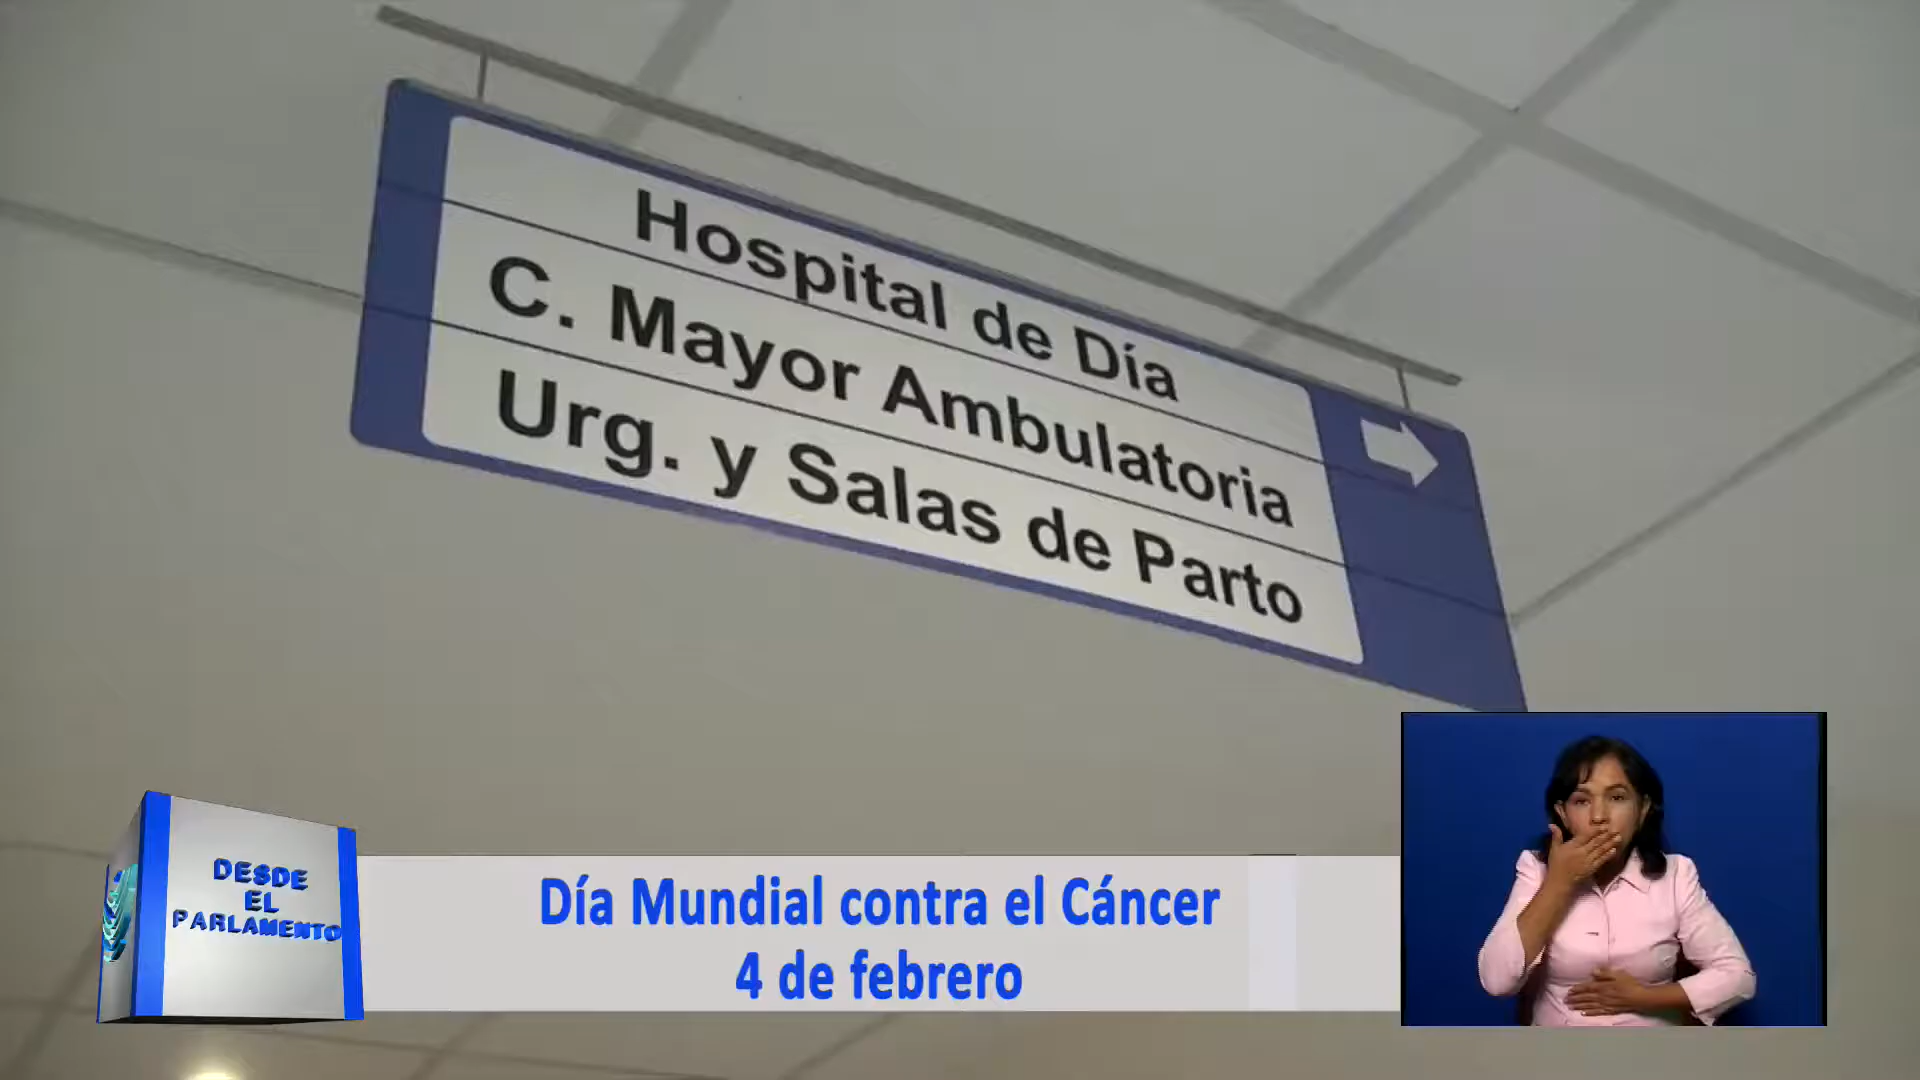 Hospital de Día
C. Mayor Ambulatoria
Urg. y Salas de Parto
DESDE
EL
PARLAMENTO
Día Mundial contra el Cáncer
4 de febrero